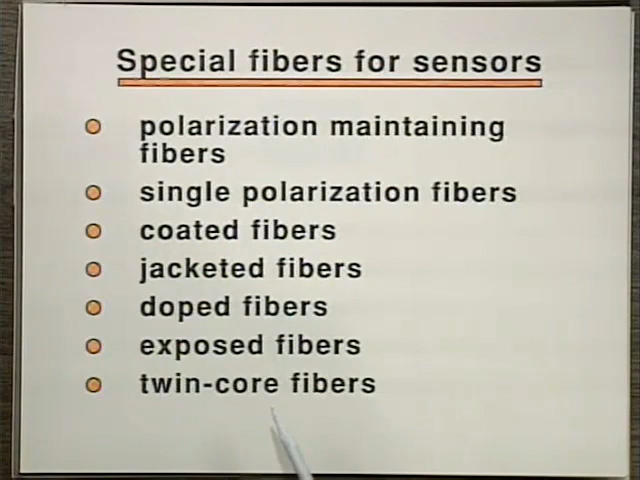 Special fibers for sensors
polarization maintaining
fibers
single polarization fibers
coated fibers
jacketed fibers
doped fibers
exposed fibers
twin-core fibers